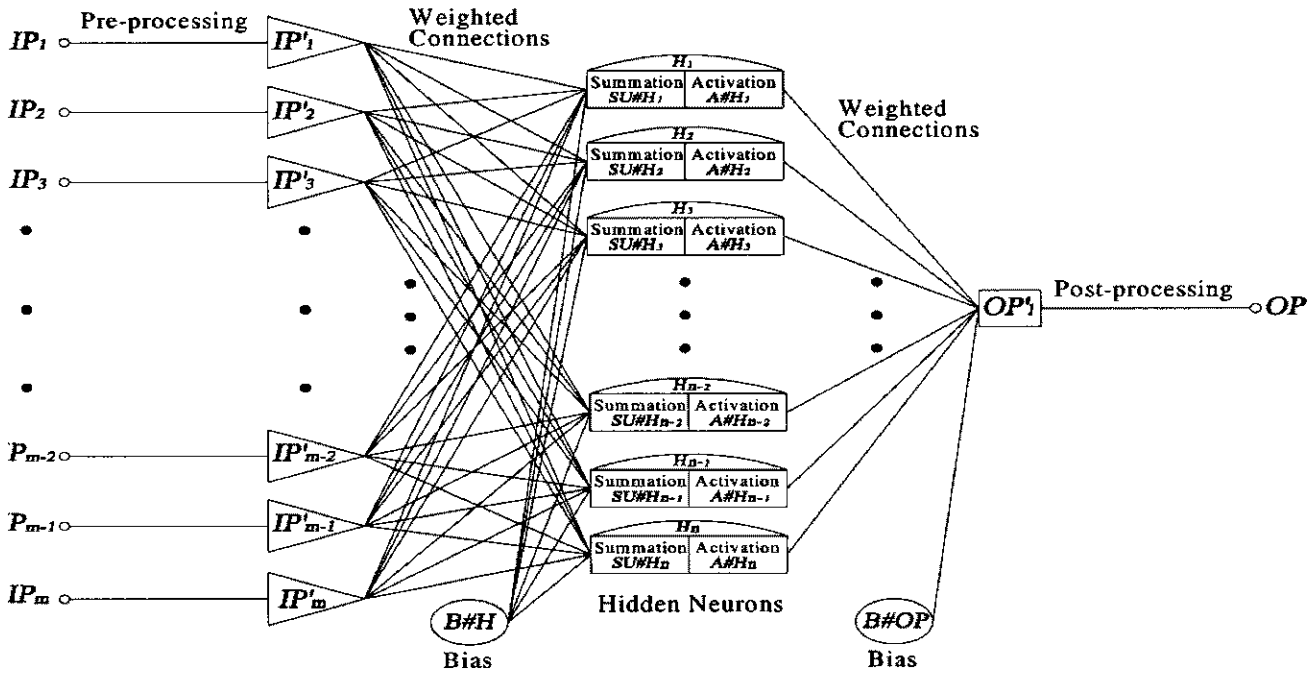 Pre-processing
Weighted
Connections
IP₁
IP'₁
H₁
Summation Activation
SU#H₁ A#H₁
IP₂
IP'₂
Weighted
Connections
H₂
Summation Activation
SU#H₂ A#H₂
IP₃
IP'₃
H₃
Summation Activation
SU#H₃ A#H₃
OP'₁
Post-processing
OP
Hn-2
Summation Activation
SU#Hn-2 A#Hn-2
Pm-2
IP'm-2
Hn-1
Summation Activation
SU#Hn-1 A#Hn-1
Pm-1
IP'm-1
Hn
Summation Activation
SU#Hn A#Hn
IPm
IP'm
Hidden Neurons
B#H
Bias
B#OP
Bias